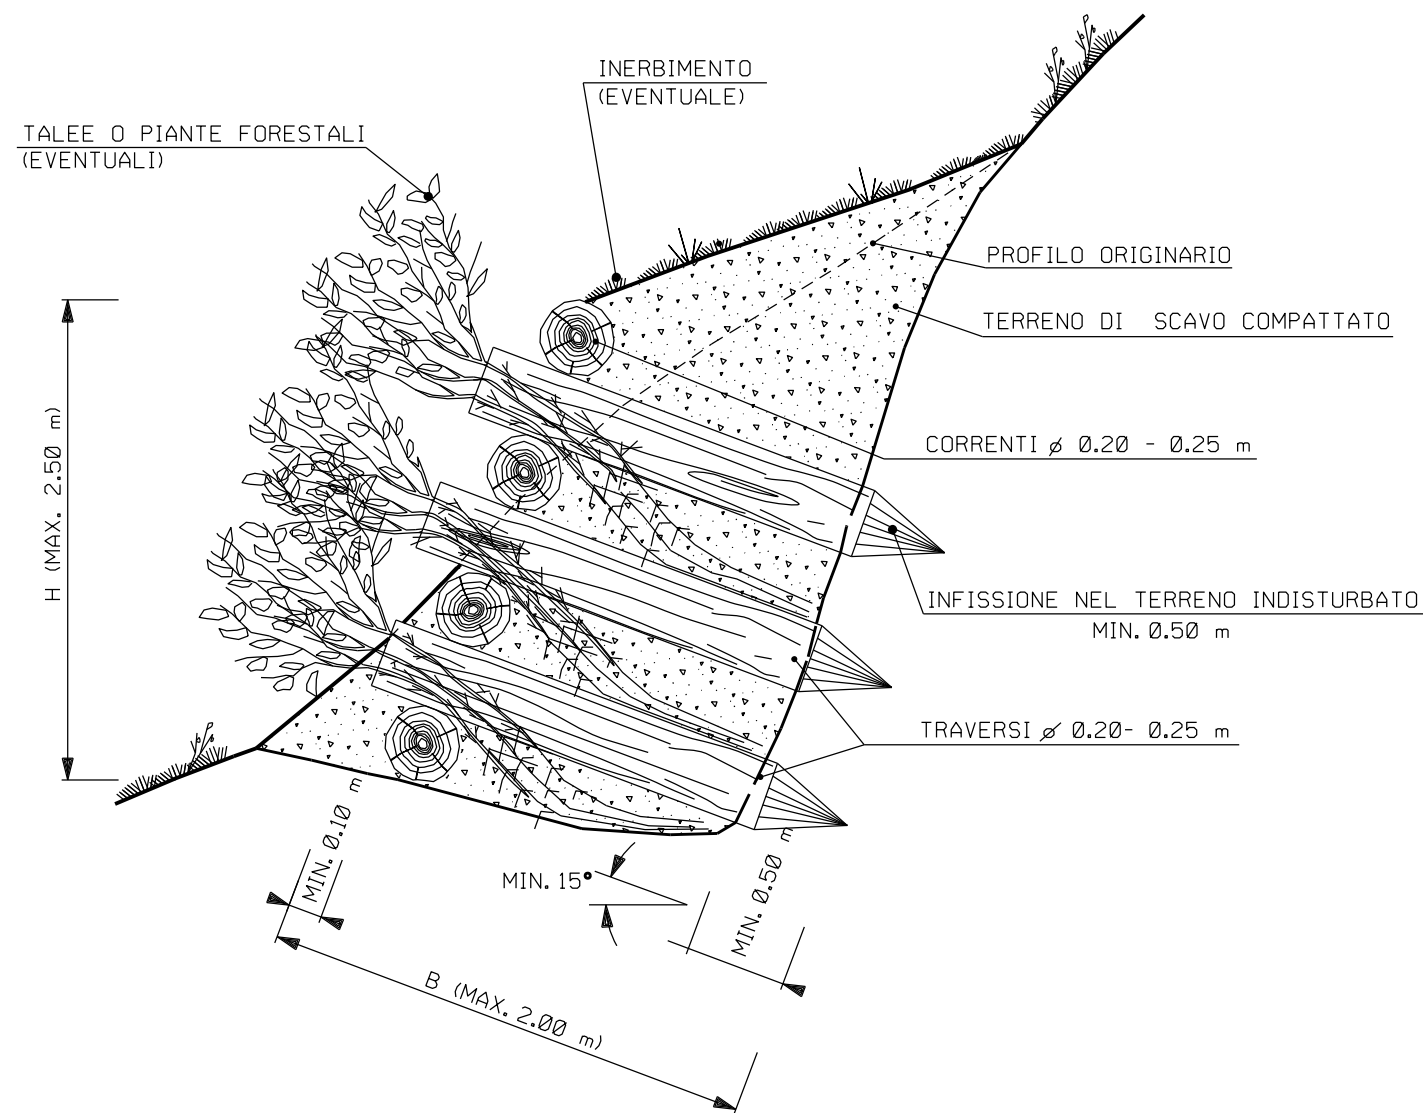 INERBIMENTO
(EVENTUALE)
TALEE O PIANTE FORESTALI
(EVENTUALI)
PROFILO ORIGINARIO
TERRENO DI SCAVO COMPATTATO
H (MAX. 2.50 m)
CORRENTI ø 0.20 - 0.25 m
INFISSIONE NEL TERRENO INDISTURBATO
MIN. 0.50 m
TRAVERSI ø 0.20- 0.25 m
MIN. 0.10 m
MIN. 15°
MIN. 0.50 m
B (MAX. 2.00 m)